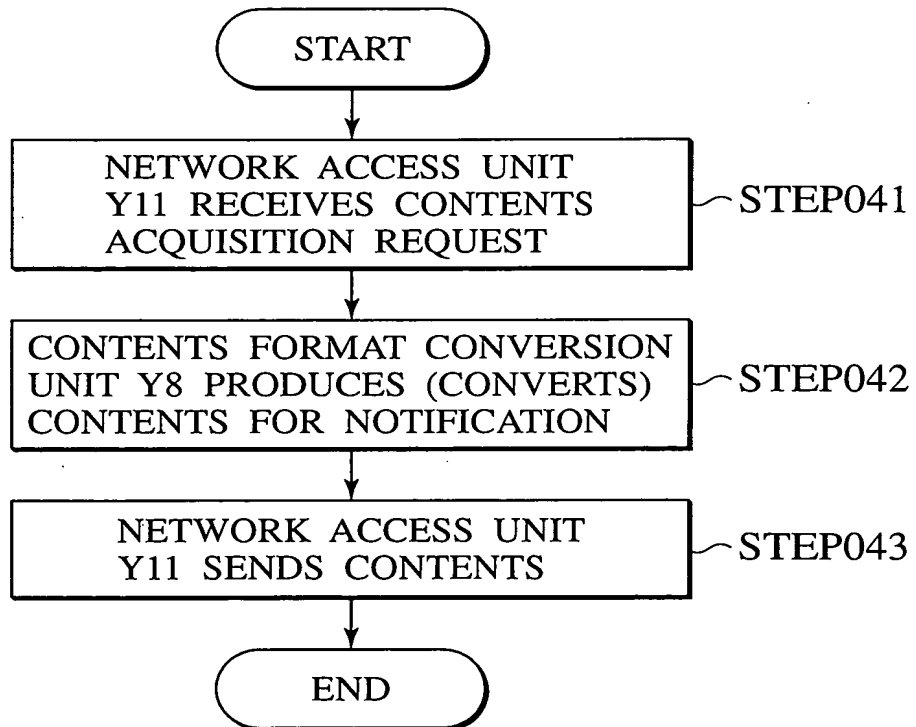 START
NETWORK ACCESS UNIT
Y11 RECEIVES CONTENTS
ACQUISITION REQUEST
STEP041
CONTENTS FORMAT CONVERSION
UNIT Y8 PRODUCES (CONVERTS)
CONTENTS FOR NOTIFICATION
STEP042
NETWORK ACCESS UNIT
Y11 SENDS CONTENTS
STEP043
END